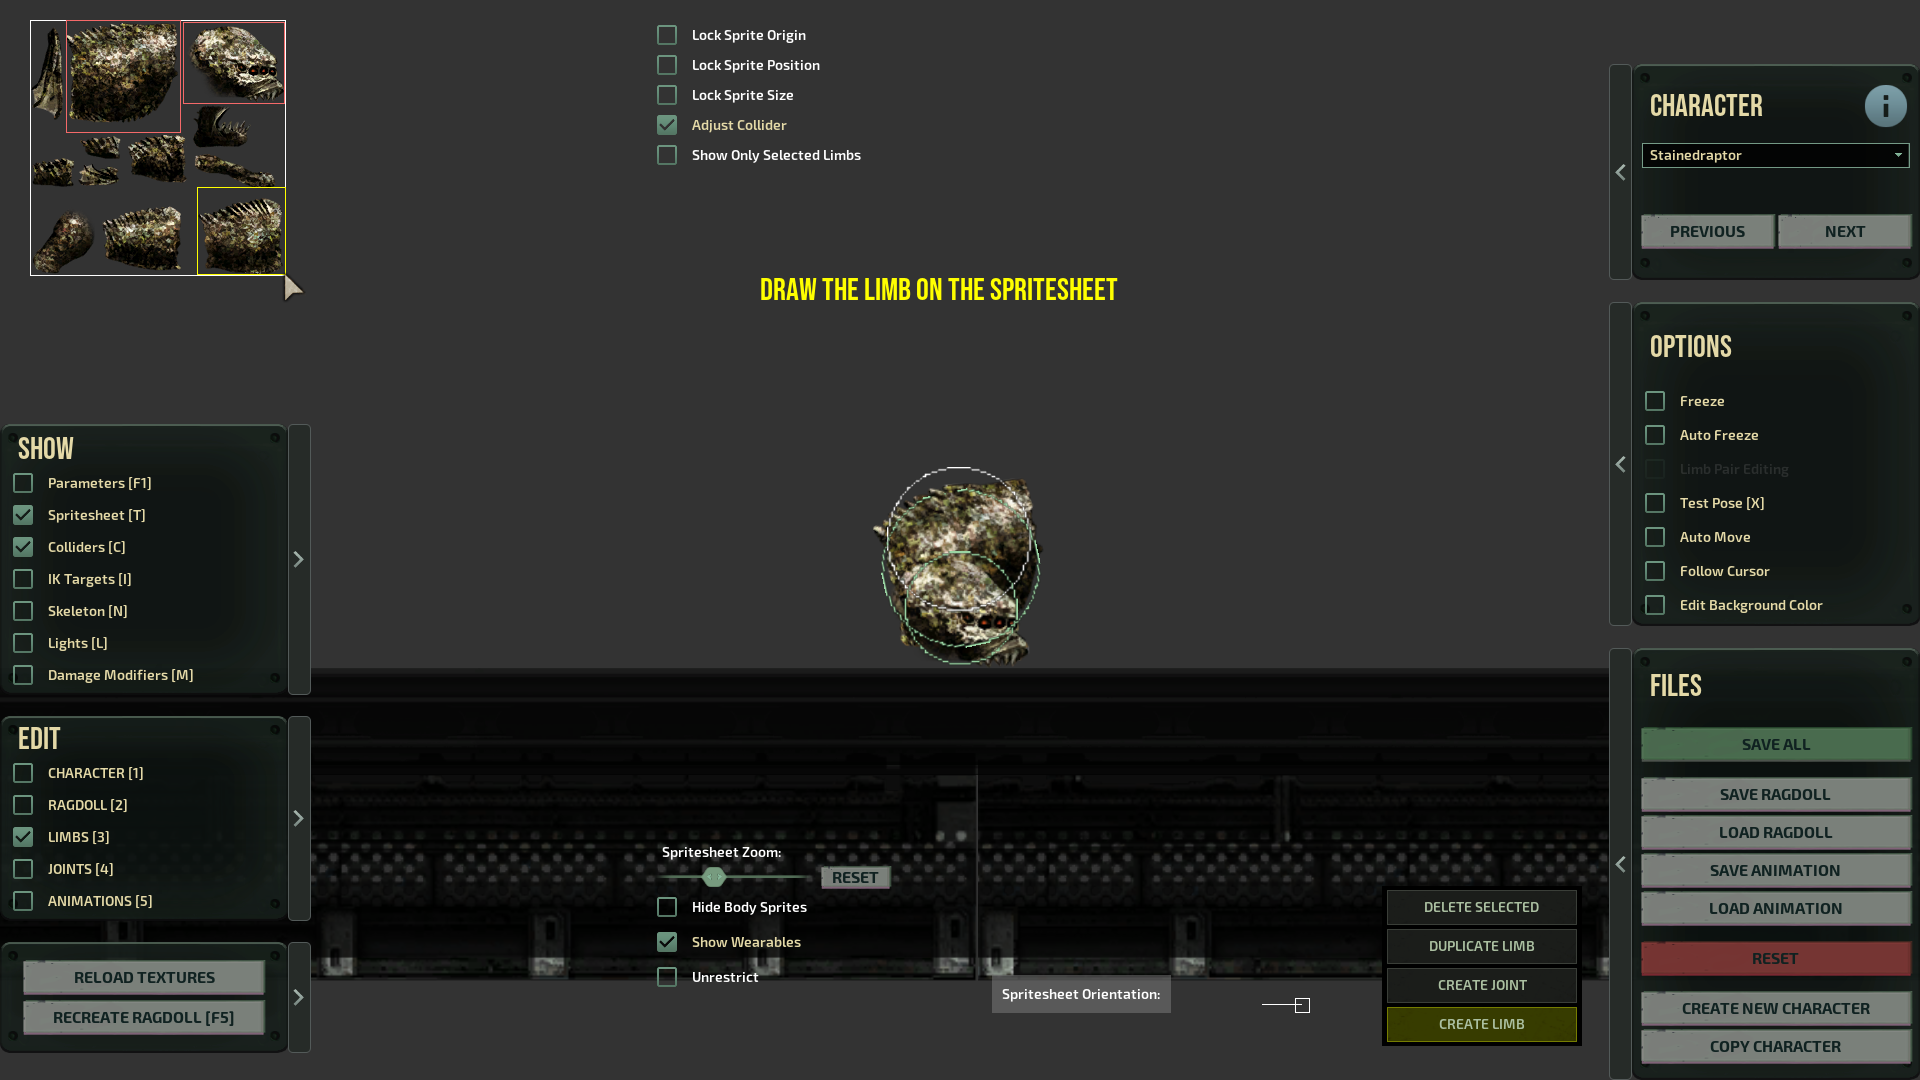 Lock Sprite Origin
Lock Sprite Position
Lock Sprite Size
Adjust Collider
Show Only Selected Limbs
DRAW THE LIMB ON THE SPRITESHEET
SHOW
Parameters [F1]
Spritesheet [T]
Colliders [C]
IK Targets [I]
Skeleton [N]
Lights [L]
Damage Modifiers [M]
EDIT
CHARACTER [1]
RAGDOLL [2]
LIMBS [3]
JOINTS [4]
ANIMATIONS [5]
RELOAD TEXTURES
RECREATE RAGDOLL [F5]
Spritesheet Zoom:
RESET
Hide Body Sprites
Show Wearables
Unrestrict
Spritesheet Orientation:
DELETE SELECTED
DUPLICATE LIMB
CREATE JOINT
CREATE LIMB
CHARACTER
Stainedraptor
PREVIOUS
NEXT
OPTIONS
Freeze
Auto Freeze
Limb Pair Editing
Test Pose [X]
Auto Move
Follow Cursor
Edit Background Color
FILES
SAVE ALL
SAVE RAGDOLL
LOAD RAGDOLL
SAVE ANIMATION
LOAD ANIMATION
RESET
CREATE NEW CHARACTER
COPY CHARACTER